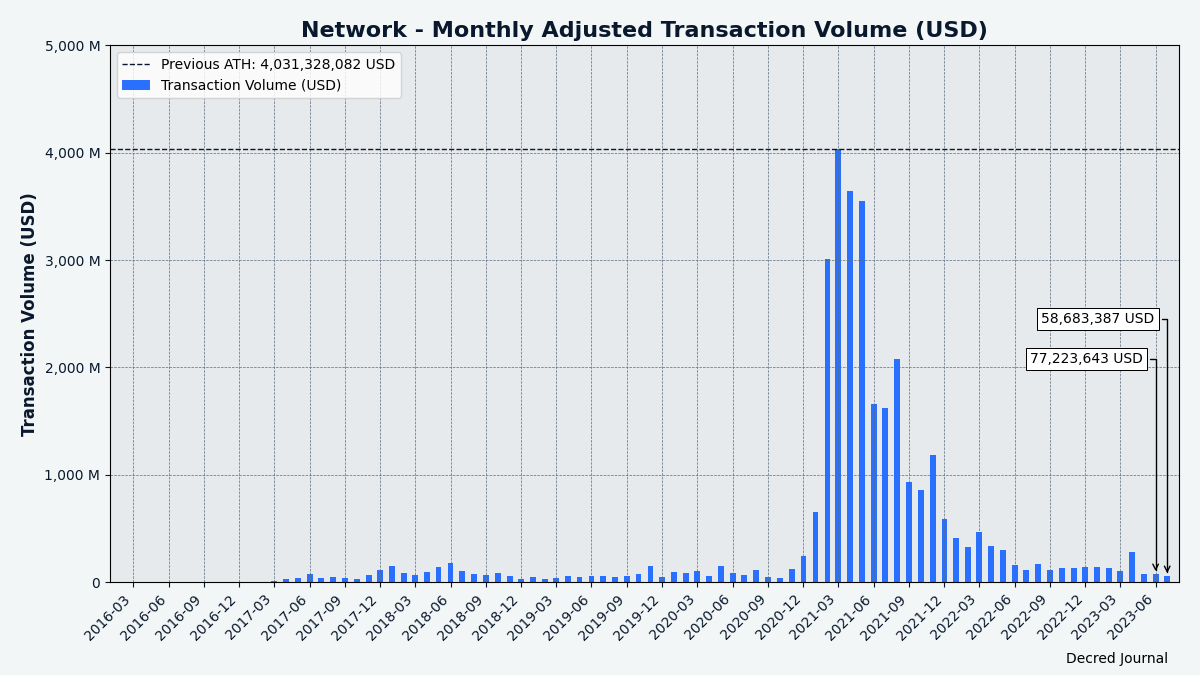 Network - Monthly Adjusted Transaction Volume (USD)
5,000 M
4,000 M
3,000 M
2,000 M
1,000 M
0
Transaction Volume (USD)
Previous ATH: 4,031,328,082 USD
Transaction Volume (USD)
58,683,387 USD
77,223,643 USD
2016-03
2016-06
2016-09
2016-12
2017-03
2017-06
2017-09
2017-12
2018-03
2018-06
2018-09
2018-12
2019-03
2019-06
2019-09
2019-12
2020-03
2020-06
2020-09
2020-12
2021-03
2021-06
2021-09
2021-12
2022-03
2022-06
2022-09
2022-12
2023-03
2023-06
Decred Journal